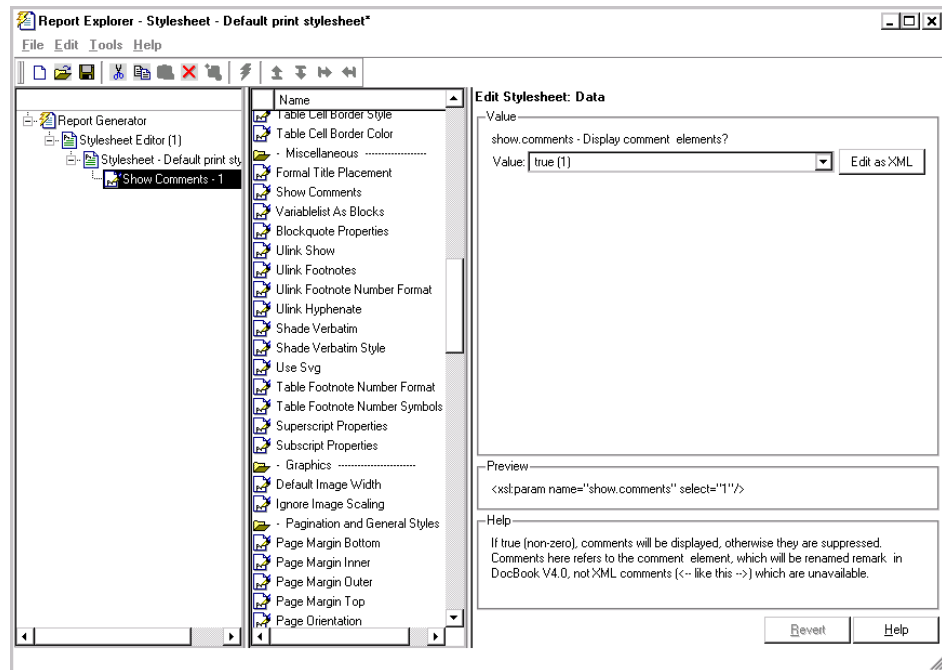 Report Explorer - Stylesheet - Default print stylesheet*
File Edit Tools Help
Report Generator
Stylesheet Editor (1)
Stylesheet - Default print sty
Show Comments - 1
Name
Table Cell Border Style
Table Cell Border Color
- Miscellaneous ----------------
Formal Title Placement
Show Comments
Variablelist As Blocks
Blockquote Properties
Ulink Show
Ulink Footnotes
Ulink Footnote Number Format
Ulink Hyphenate
Shade Verbatim
Shade Verbatim Style
Use Svg
Table Footnote Number Format
Table Footnote Number Symbols
Superscript Properties
Subscript Properties
- Graphics ------------------------
Default Image Width
Ignore Image Scaling
- Pagination and General Styles
Page Margin Bottom
Page Margin Inner
Page Margin Outer
Page Margin Top
Page Orientation
Edit Stylesheet: Data
Value
show.comments - Display comment elements?
Value: true (1) Edit as XML
Preview
<xsl:param name="show.comments" select="1"/>
Help
If true (non-zero), comments will be displayed, otherwise they are suppressed.
Comments here refers to the comment element, which will be renamed remark in
DocBook V4.0, not XML comments (<-- like this -->) which are unavailable.
Revert Help